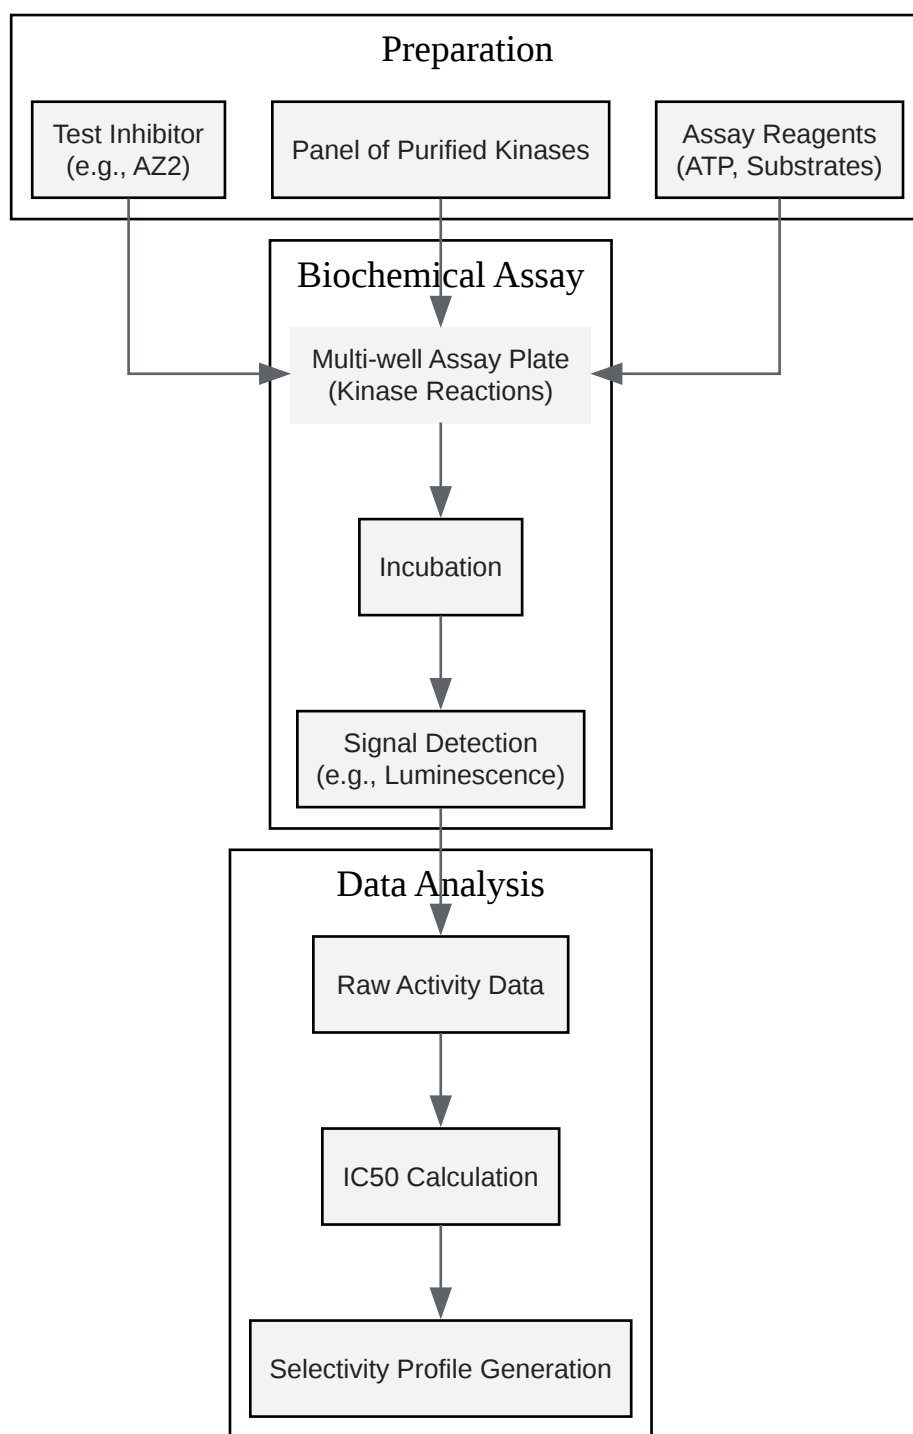 Preparation
Test Inhibitor
(e.g., AZ2)
Panel of Purified Kinases
Assay Reagents
(ATP, Substrates)
Biochemical Assay
Multi-well Assay Plate
(Kinase Reactions)
Incubation
Signal Detection
(e.g., Luminescence)
Data Analysis
Raw Activity Data
IC50 Calculation
Selectivity Profile Generation